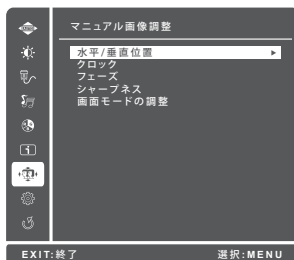 マニュアル画像調整
水平/垂直位置
クロック
フェーズ
シャープネス
画面モードの調整
EXIT:終了
選択:MENU